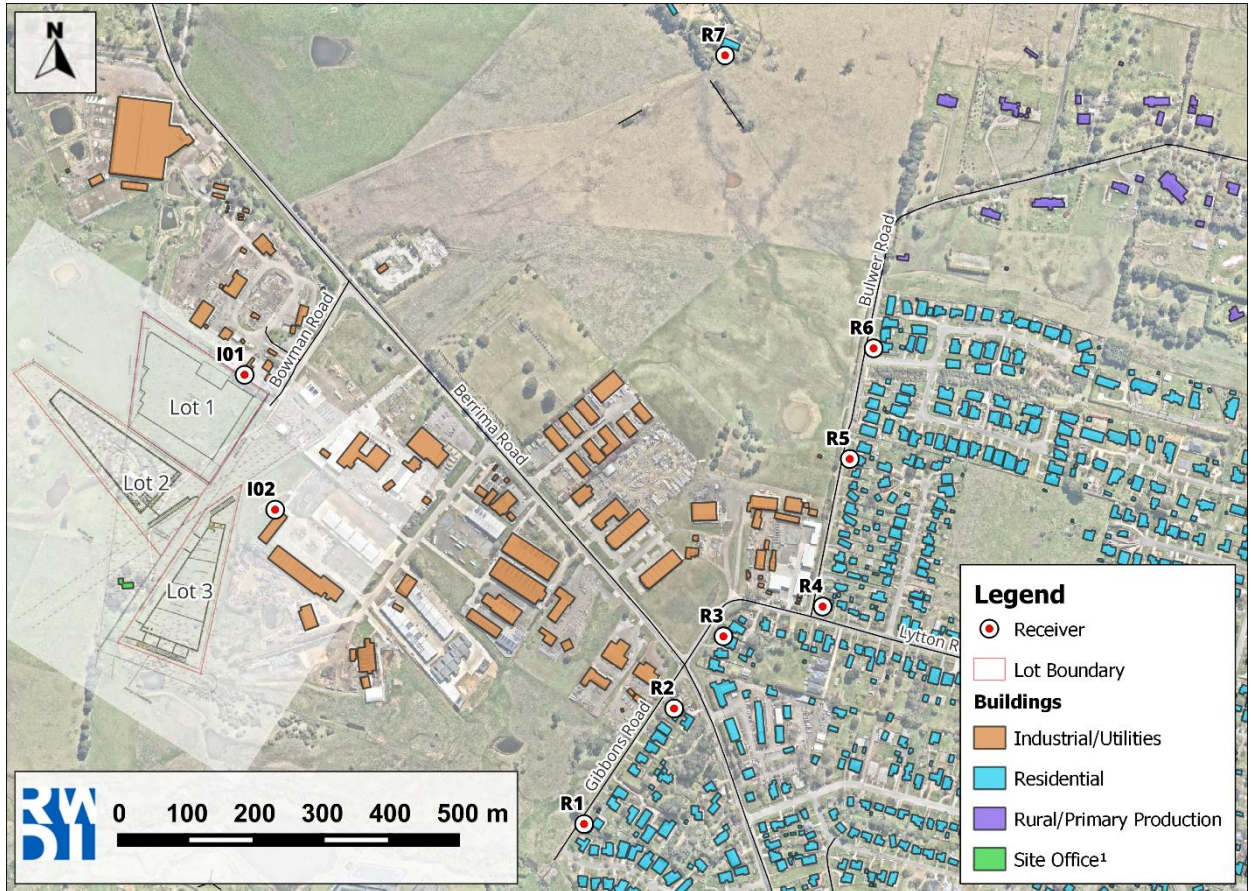 N
R7
Bulwer Road
R6
Bowman Road
I01
Lot 1
Berrima Road
R5
Lot 2
I02
Lot 3
R4
R3
Lytton R
R2
Gibbons Road
R1
Legend
Receiver
Lot Boundary
Buildings
Industrial/Utilities
Residential
Rural/Primary Production
Site Office¹
RW
DI
0 100 200 300 400 500 m